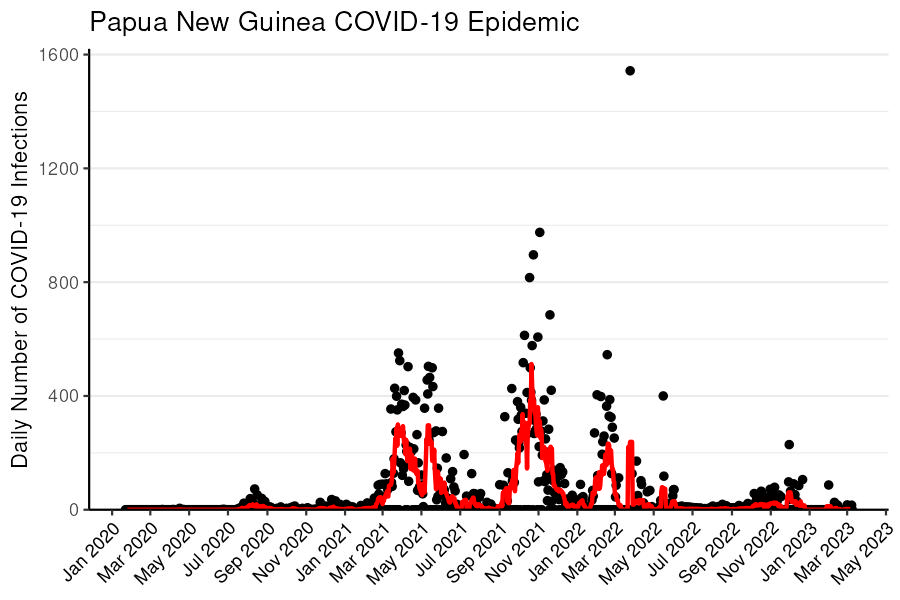 Papua New Guinea COVID-19 Epidemic
Daily Number of COVID-19 Infections
1600
1200
800
400
0
Jan 2020
Mar 2020
May 2020
Jul 2020
Sep 2020
Nov 2020
Jan 2021
Mar 2021
May 2021
Jul 2021
Sep 2021
Nov 2021
Jan 2022
Mar 2022
May 2022
Jul 2022
Sep 2022
Nov 2022
Jan 2023
Mar 2023
May 2023